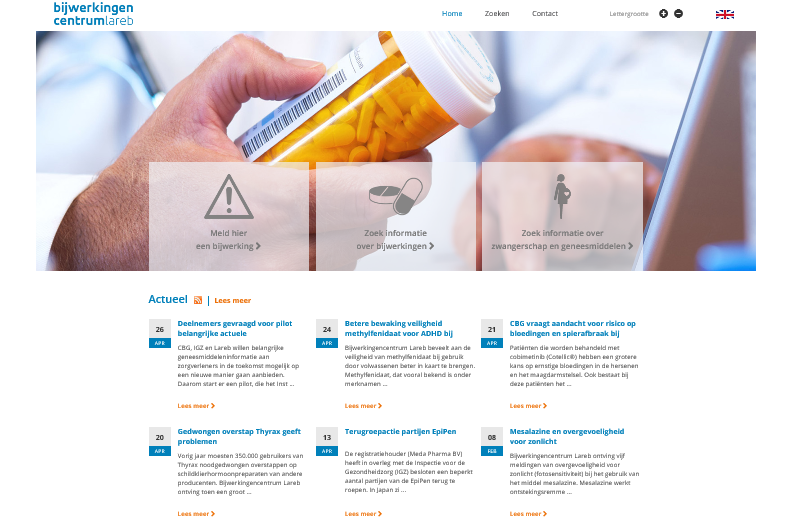 bijwerkingen
centrumlareb
Home Zoeken Contact Lettergrootte
Meld hier
een bijwerking
Zoek informatie
over bijwerkingen
Zoek informatie over
zwangerschap en geneesmiddelen
Actueel | Lees meer
26
APR
Deelnemers gevraagd voor pilot
belangrijke actuele
CBG, IGZ en Lareb willen belangrijke
geneesmiddeleninformatie aan
zorgverleners in de toekomst mogelijk op
een nieuwe manier gaan aanbieden.
Daarom start er een pilot, die het Inst ...
Lees meer
24
APR
Betere bewaking veiligheid
methylfenidaat voor ADHD bij
Bijwerkingencentrum Lareb beveelt aan de
veiligheid van methylfenidaat bij gebruik
door volwassenen beter in kaart te brengen.
Methylfenidaat, dat vooral bekend is onder
merknamen ...
Lees meer
21
APR
CBG vraagt aandacht voor risico op
bloedingen en spierafbraak bij
Patiënten die worden behandeld met
cobimetinib (Cotellic®) hebben een grotere
kans op ernstige bloedingen in de hersenen
en het maagdarmstelsel. Ook bestaat bij
deze patiënten het ...
Lees meer
20
APR
Gedwongen overstap Thyrax geeft
problemen
Vorig jaar moesten 350.000 gebruikers van
Thyrax noodgedwongen overstappen op
schildklierhormoonpreparaten van andere
producenten. Bijwerkingencentrum Lareb
ontving toen een groot ...
Lees meer
13
APR
Terugroepactie partijen EpiPen
De registratiehouder (Meda Pharma BV)
heeft in overleg met de Inspectie voor de
Gezondheidzorg (IGZ) besloten een beperkt
aantal partijen van de EpiPen terug te
roepen. In Japan zi ...
Lees meer
08
FEB
Mesalazine en overgevoeligheid
voor zonlicht
Bijwerkingencentrum Lareb ontving vijf
meldingen van overgevoeligheid voor
zonlicht (fotosensitiviteit) bij het gebruik van
het middel mesalazine. Mesalazine werkt
ontstekingsremme ...
Lees meer